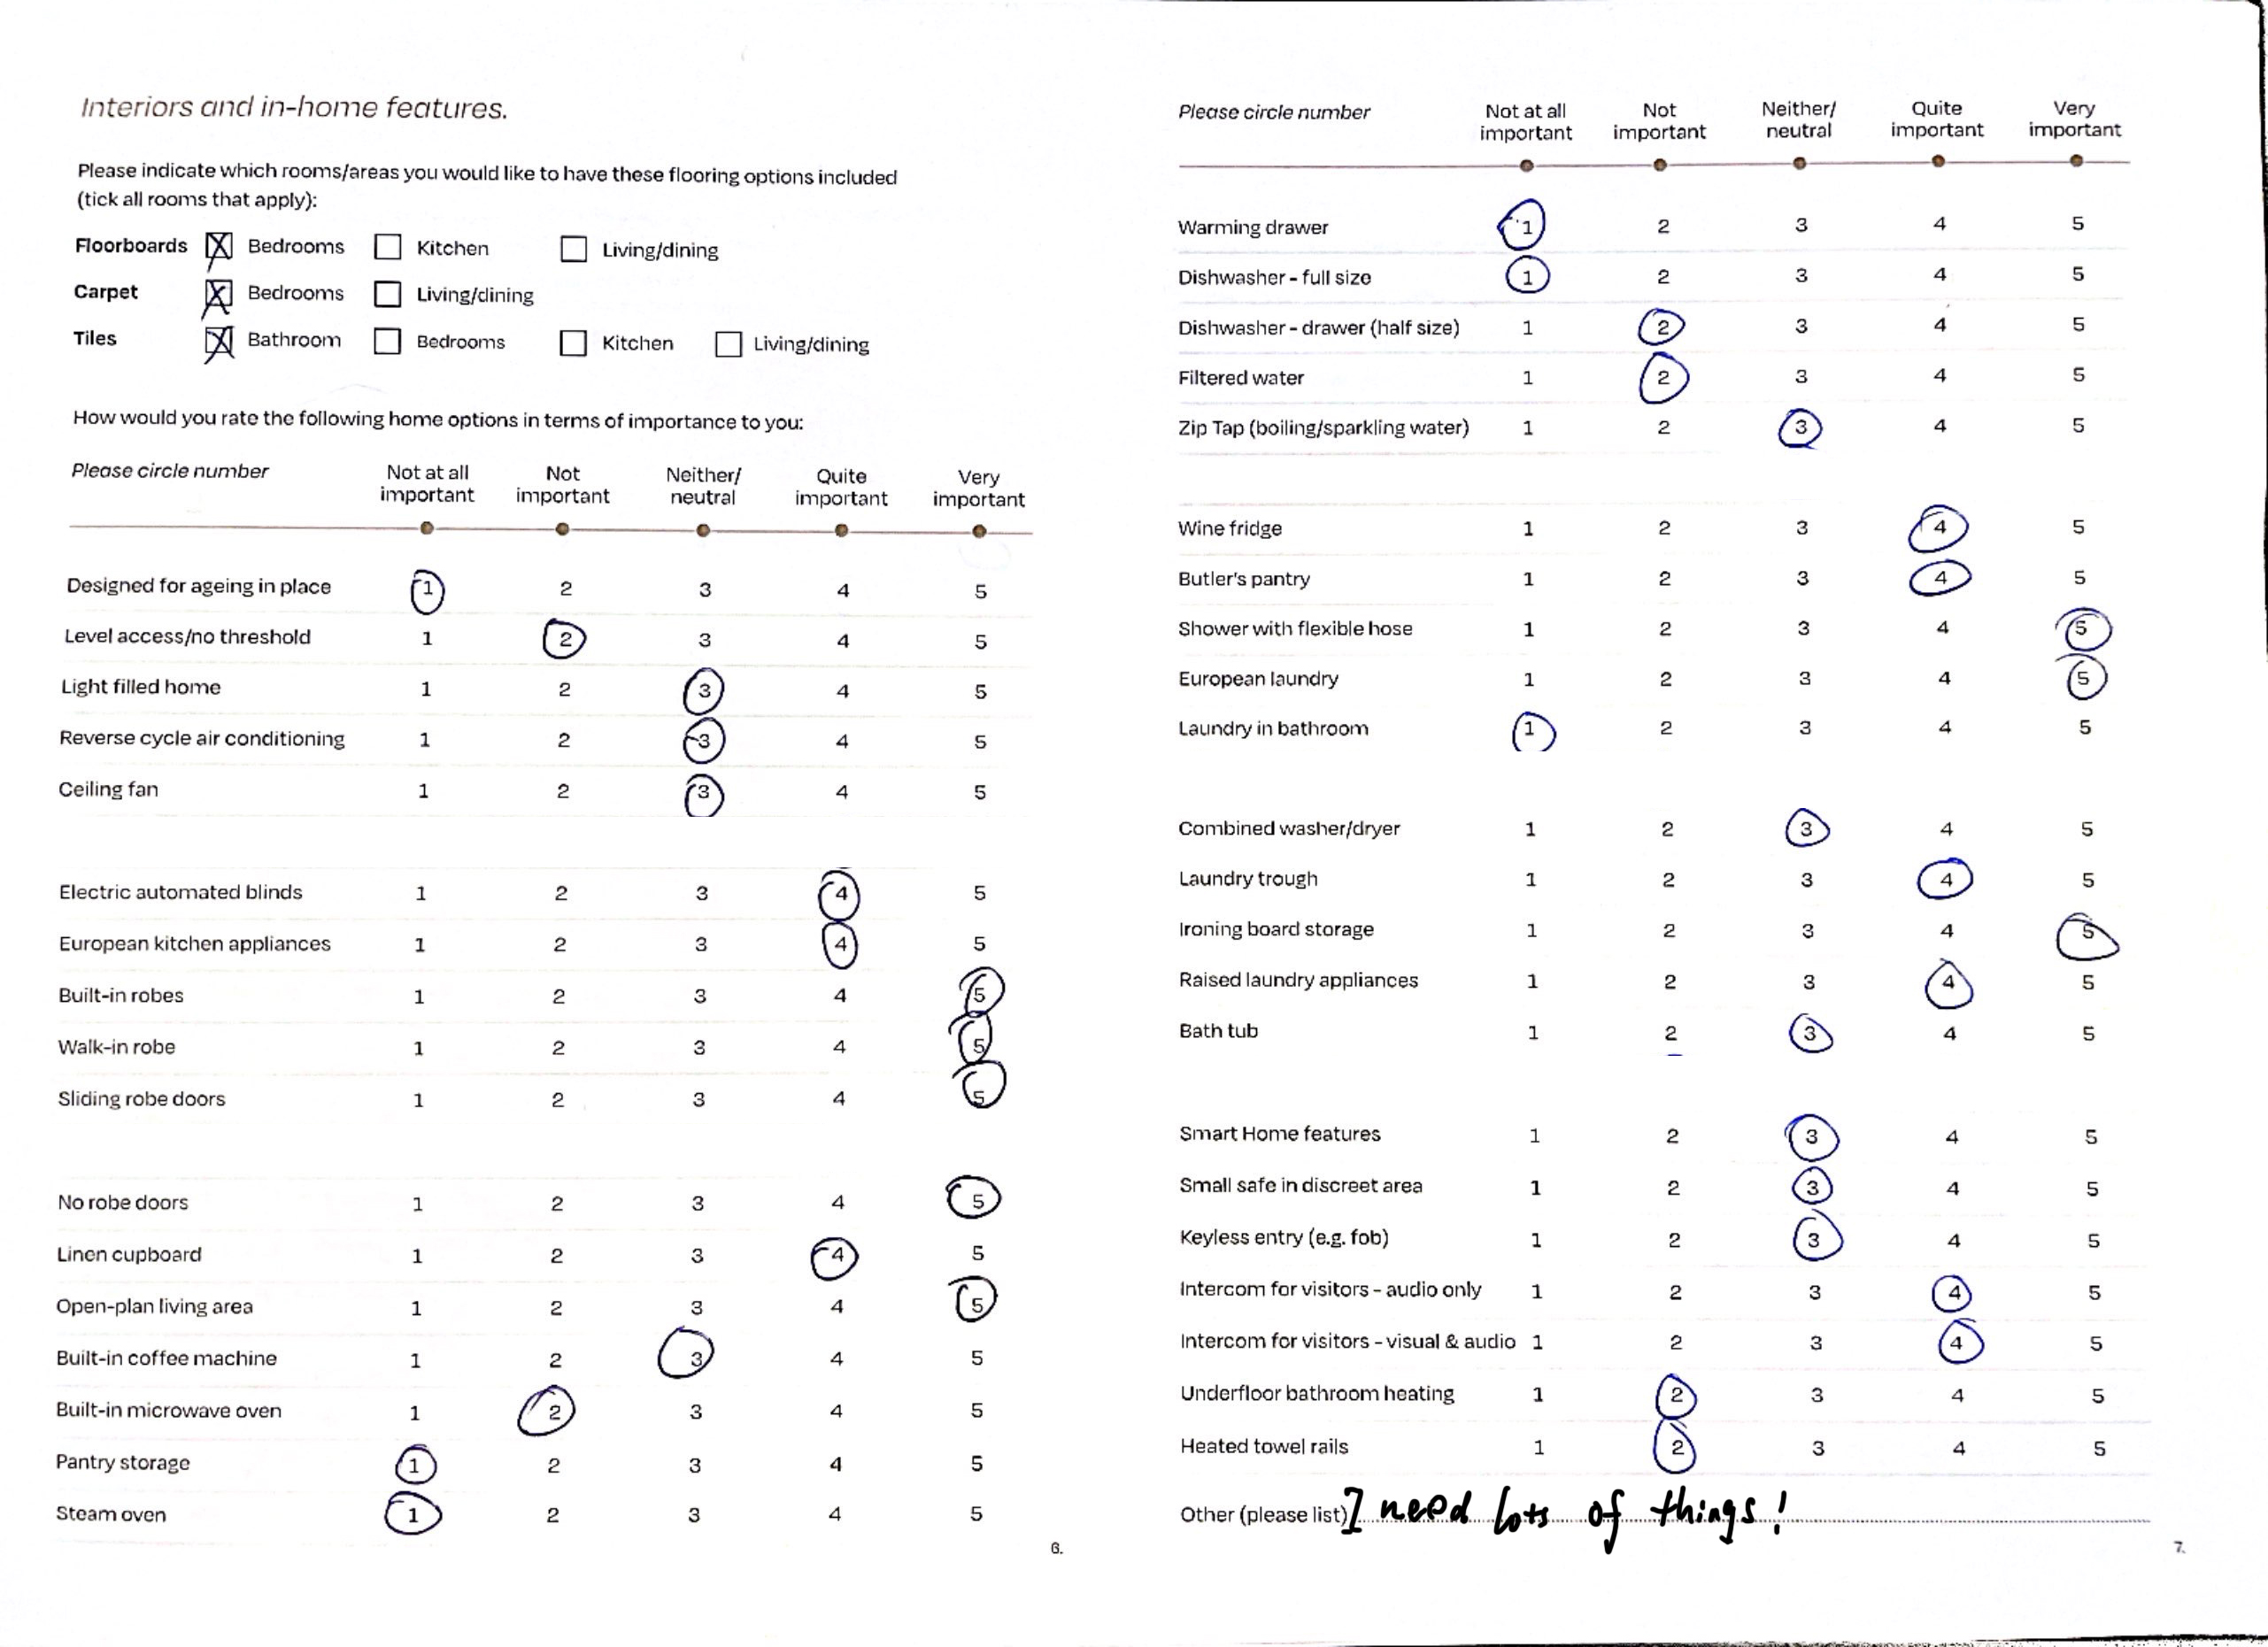 Interiors and in-home features.
Please indicate which rooms/areas you would like to have these flooring options included
(tick all rooms that apply):
Floorboards Bedrooms Kitchen Living/dining
Carpet Bedrooms Living/dining
Tiles Bathroom Bedrooms Kitchen Living/dining
How would you rate the following home options in terms of importance to you:
Please circle number Not at all important Not important Neither/ neutral Quite important Very important
Designed for ageing in place 1 2 3 4 5
Level access/no threshold 1 2 3 4 5
Light filled home 1 2 3 4 5
Reverse cycle air conditioning 1 2 3 4 5
Ceiling fan 1 2 3 4 5
Electric automated blinds 1 2 3 4 5
European kitchen appliances 1 2 3 4 5
Built-in robes 1 2 3 4 5
Walk-in robe 1 2 3 4 5
Sliding robe doors 1 2 3 4 5
No robe doors 1 2 3 4 5
Linen cupboard 1 2 3 4 5
Open-plan living area 1 2 3 4 5
Built-in coffee machine 1 2 3 4 5
Built-in microwave oven 1 2 3 4 5
Pantry storage 1 2 3 4 5
Steam oven 1 2 3 4 5
6.
Please circle number Not at all important Not important Neither/ neutral Quite important Very important
Warming drawer 1 2 3 4 5
Dishwasher - full size 1 2 3 4 5
Dishwasher - drawer (half size) 1 2 3 4 5
Filtered water 1 2 3 4 5
Zip Tap (boiling/sparkling water) 1 2 3 4 5
Wine fridge 1 2 3 4 5
Butler's pantry 1 2 3 4 5
Shower with flexible hose 1 2 3 4 5
European laundry 1 2 3 4 5
Laundry in bathroom 1 2 3 4 5
Combined washer/dryer 1 2 3 4 5
Laundry trough 1 2 3 4 5
Ironing board storage 1 2 3 4 5
Raised laundry appliances 1 2 3 4 5
Bath tub 1 2 3 4 5
Smart Home features 1 2 3 4 5
Small safe in discreet area 1 2 3 4 5
Keyless entry (e.g. fob) 1 2 3 4 5
Intercom for visitors - audio only 1 2 3 4 5
Intercom for visitors - visual & audio 1 2 3 4 5
Underfloor bathroom heating 1 2 3 4 5
Heated towel rails 1 2 3 4 5
Other (please list) I need lots of things!
7.